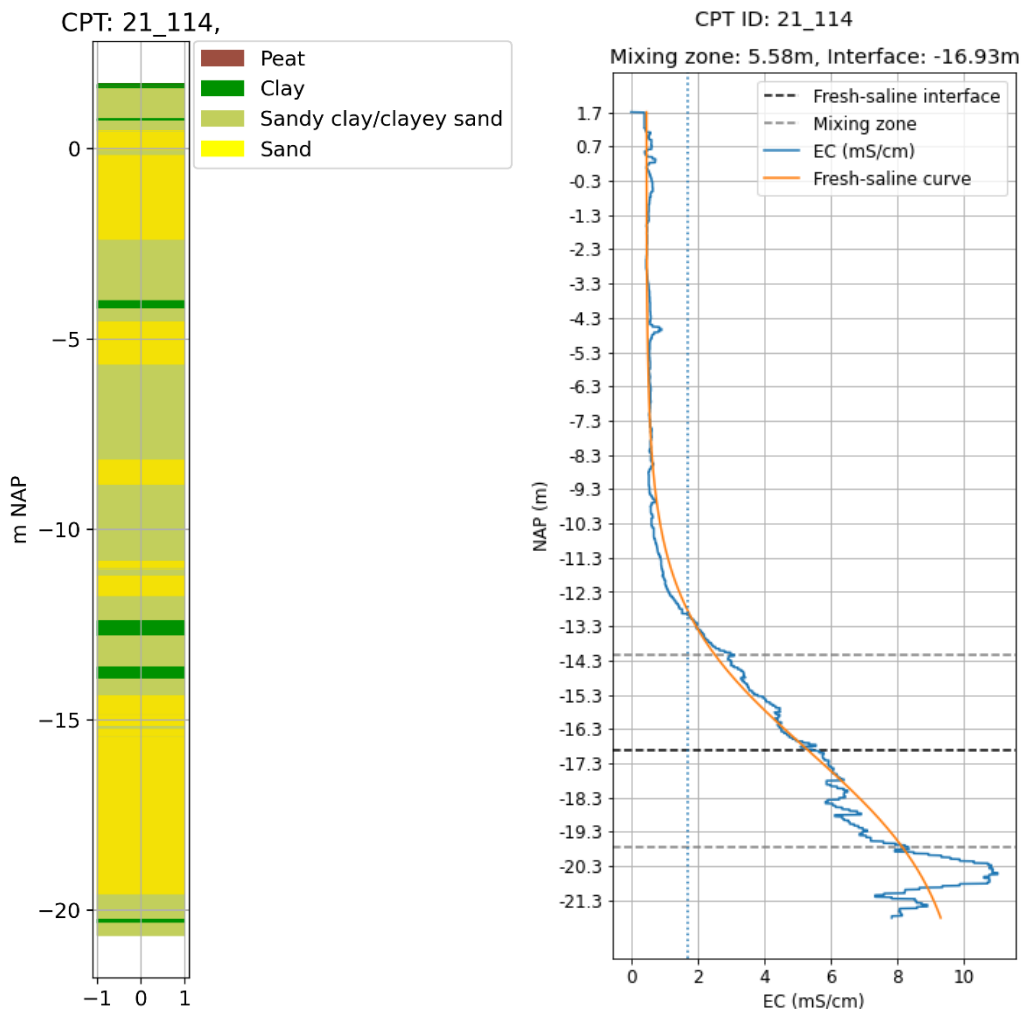 CPT: 21_114,
Peat
Clay
Sandy clay/clayey sand
Sand
m NAP
0
−5
−10
−15
−20
−1 0 1
CPT ID: 21_114
Mixing zone: 5.58m, Interface: -16.93m
Fresh-saline interface
Mixing zone
EC (mS/cm)
Fresh-saline curve
NAP (m)
1.7
0.7
-0.3
-1.3
-2.3
-3.3
-4.3
-5.3
-6.3
-7.3
-8.3
-9.3
-10.3
-11.3
-12.3
-13.3
-14.3
-15.3
-16.3
-17.3
-18.3
-19.3
-20.3
-21.3
0 2 4 6 8 10
EC (mS/cm)